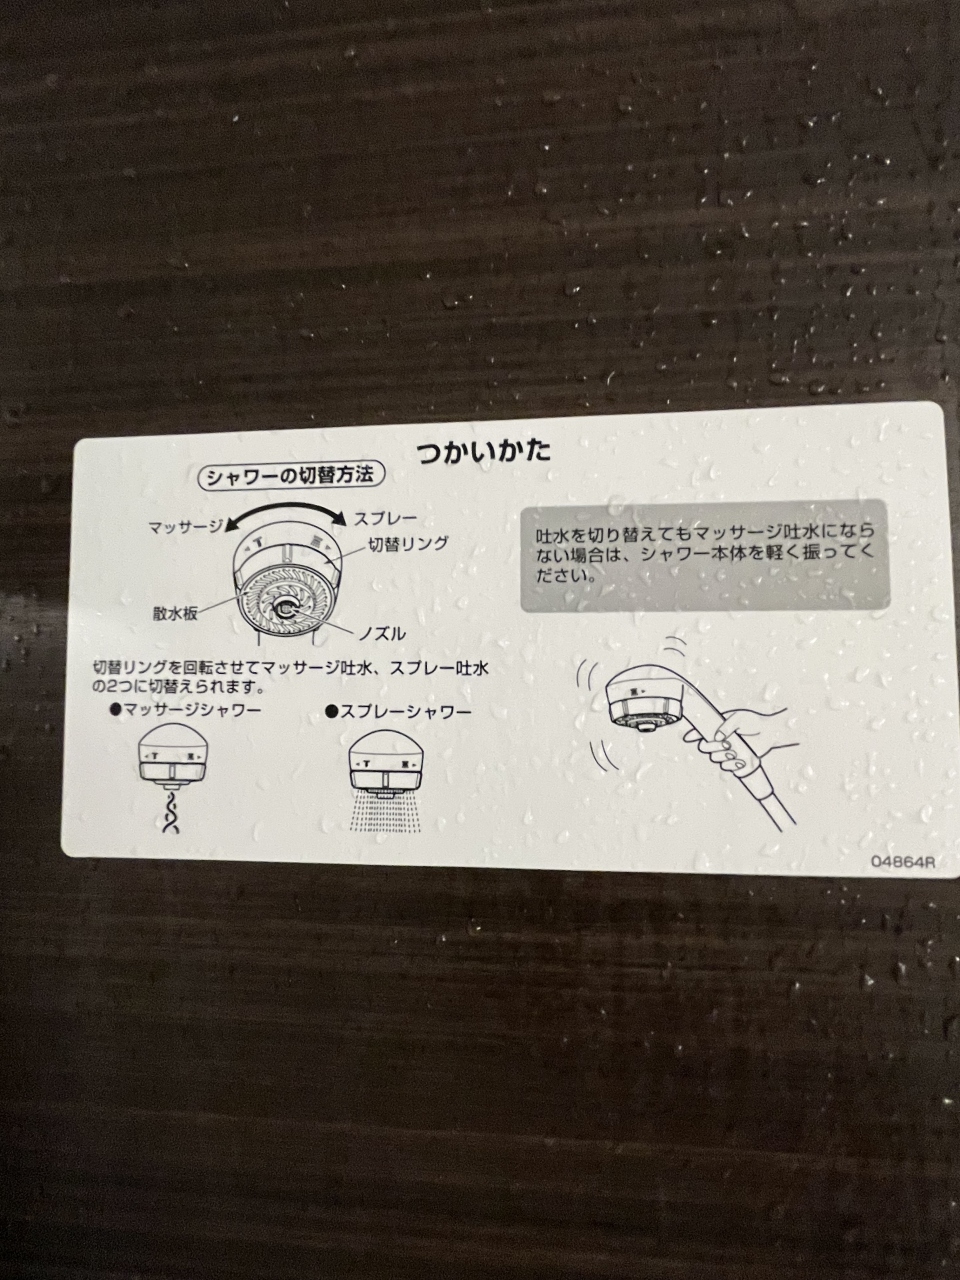 つかいかた
シャワーの切替方法
マッサージ
スプレー
切替リング
散水板
ノズル
切替リングを回転させてマッサージ吐水、スプレー吐水
の2つに切替えられます。
●マッサージシャワー
●スプレーシャワー
吐水を切り替えてもマッサージ吐水になら
ない場合は、シャワー本体を軽く振ってく
ださい。
04864R